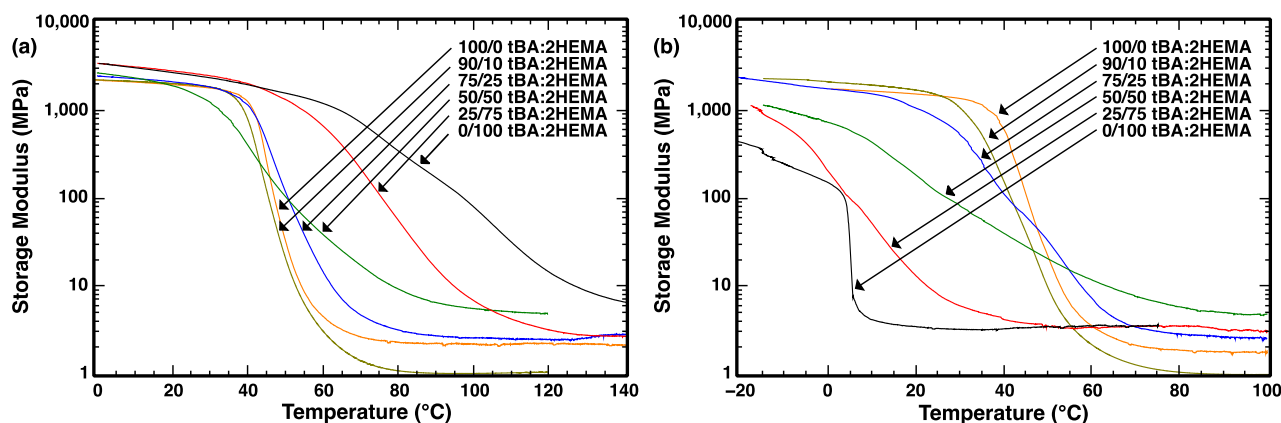 (a)
Storage Modulus (MPa)
10,000
1,000
100
10
1
100/0 tBA:2HEMA
90/10 tBA:2HEMA
75/25 tBA:2HEMA
50/50 tBA:2HEMA
25/75 tBA:2HEMA
0/100 tBA:2HEMA
0 20 40 60 80 100 120 140
Temperature (°C)
(b)
Storage Modulus (MPa)
10,000
1,000
100
10
1
100/0 tBA:2HEMA
90/10 tBA:2HEMA
75/25 tBA:2HEMA
50/50 tBA:2HEMA
25/75 tBA:2HEMA
0/100 tBA:2HEMA
−20 0 20 40 60 80 100
Temperature (°C)